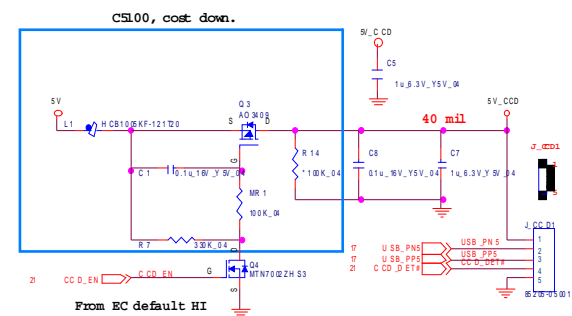 C5100, cost down.
5V_CCD
C5
1u_6.3V_Y5V_04
5V
Q3
AO3409
L1
HCB1005KF-121T20
S
D
G
40 mil
5V_CCD
J_CCD1
1
5
R14
*100K_04
C1
0.1u_16V_Y5V_04
C8
0.1u_16V_Y5V_04
C7
1u_6.3V_Y5V_04
MR1
100K_04
R7
330K_04
D
Q4
MTN7002ZHS3
G
S
21
CCD_EN
CCD_EN
From EC default HI
J_CCD1
17
USB_PN5
USB_PN5
17
USB_PP5
USB_PP5
21
CCD_DET#
CCD_DET#
1
2
3
4
5
85205-05001